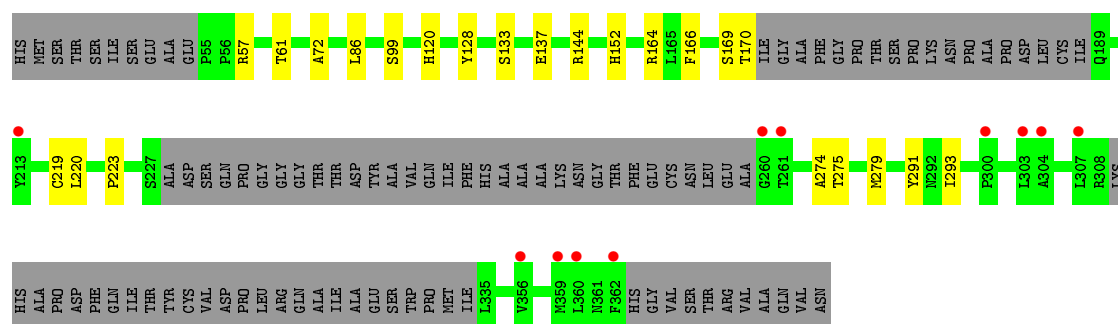 HIS MET SER THR SER ILE SER GLU ALA GLU P55 P56 R57 T61 A72 L86 S99 H120 Y128 S133 E137 R144 H152 R164 L165 F166 S169 T170 ILE GLY ALA PHE GLY PRO THR SER PRO LYS ASN PRO PRO ALA PRO ASP LEU CYS ILE Q189
Y213 C219 L220 P223 S227 ALA ASP SER GLN PRO GLY GLY GLY THR THR ASP TYR ALA VAL GLN ILE PHE HIS ALA ALA ALA LYS ASN GLY THR PHE GLU CYS ASN LEU GLU ALA G260 T261 A274 T275 M279 Y291 N292 I293 P300 L303 A304 L307 R308 LYS
HIS ALA PRO ASP PHE GLN ILE THR TYR CYS VAL ASP PRO LEU ARG GLN ALA ILE ALA GLU SER TRP PRO MET ILE L335 V356 M359 L360 N361 F362 HIS GLY VAL SER THR ARG VAL ALA GLN VAL ASN